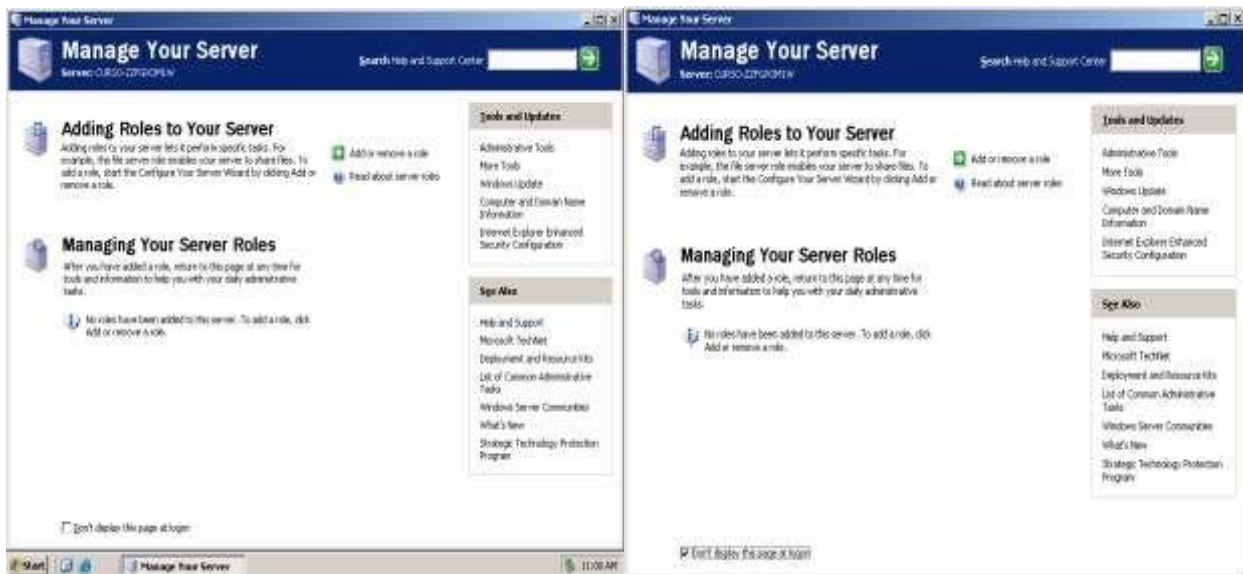 Manage Your Server
Manage Your Server
Server:
Search Help and Support Center
Adding Roles to Your Server
Adding roles to your server lets it perform specific tasks. For
example, the file server role enables your server to share files. To
add a role, start the Configure Your Server Wizard by clicking Add or
remove a role.
Add or remove a role
Read about server roles
Managing Your Server Roles
After you have added a role, return to this page at any time for
tools and information to help you with your daily administrative
tasks.
No roles have been added to this server. To add a role, click
Add or remove a role.
Tools and Updates
Administrative Tools
More Tools
Windows Update
Computer and Domain Name
Information
Internet Explorer Enhanced
Security Configuration
See Also
Help and Support
Microsoft TechNet
Deployment and Resource Kits
List of Common Administrative
Tasks
Windows Server Communities
What's New
Strategic Technology Protection
Program
Don't display this page at logon
Start
Manage Your Server
11:00 AM
Manage Your Server
Manage Your Server
Server:
Search Help and Support Center
Adding Roles to Your Server
Adding roles to your server lets it perform specific tasks. For
example, the file server role enables your server to share files. To
add a role, start the Configure Your Server Wizard by clicking Add or
remove a role.
Add or remove a role
Read about server roles
Managing Your Server Roles
After you have added a role, return to this page at any time for
tools and information to help you with your daily administrative
tasks.
No roles have been added to this server. To add a role, click
Add or remove a role.
Tools and Updates
Administrative Tools
More Tools
Windows Update
Computer and Domain Name
Information
Internet Explorer Enhanced
Security Configuration
See Also
Help and Support
Microsoft TechNet
Deployment and Resource Kits
List of Common Administrative
Tasks
Windows Server Communities
What's New
Strategic Technology Protection
Program
Don't display this page at logon